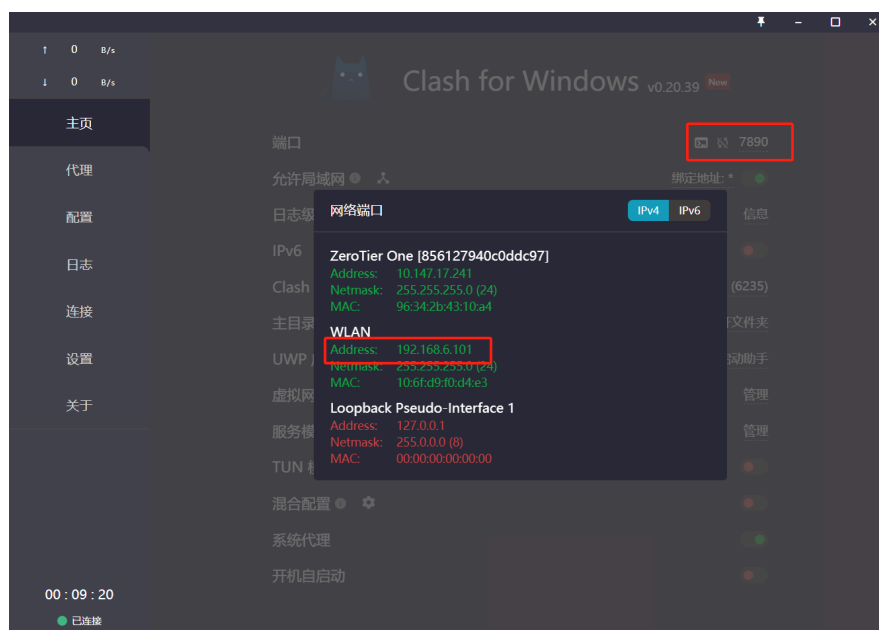 ↑ 0 B/s
↓ 0 B/s
主页
代理
配置
日志
连接
设置
关于
00 : 09 : 20
已连接
Clash for Windows v0.20.39 New
端口 7890
允许局域网 绑定地址: *
日志级 信息
IPv6
Clash (6235)
主目录 文件夹
UWP 启动助手
虚拟网 管理
服务模 管理
TUN
混合配置
系统代理
开机自启动
网络端口 IPv4 IPv6
ZeroTier One [856127940c0ddc97]
Address: 10.147.17.241
Netmask: 255.255.255.0 (24)
MAC: 96:34:2b:43:10:a4
WLAN
Address: 192.168.6.101
Netmask: 255.255.255.0 (24)
MAC: 10:6f:d9:f0:d4:e3
Loopback Pseudo-Interface 1
Address: 127.0.0.1
Netmask: 255.0.0.0 (8)
MAC: 00:00:00:00:00:00